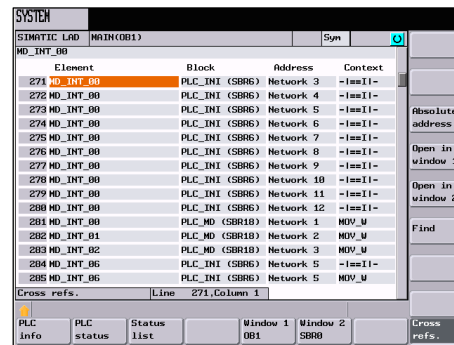 SYSTEM
SIMATIC LAD MAIN(OB1) Sym
MD_INT_00
Element Block Address Context
271 MD_INT_00 PLC_INI (SBR6) Network 3 -|==I|-
272 MD_INT_00 PLC_INI (SBR6) Network 4 -|==I|-
273 MD_INT_00 PLC_INI (SBR6) Network 5 -|==I|-
274 MD_INT_00 PLC_INI (SBR6) Network 6 -|==I|-
275 MD_INT_00 PLC_INI (SBR6) Network 7 -|==I|-
276 MD_INT_00 PLC_INI (SBR6) Network 8 -|==I|-
277 MD_INT_00 PLC_INI (SBR6) Network 9 -|==I|-
278 MD_INT_00 PLC_INI (SBR6) Network 10 -|==I|-
279 MD_INT_00 PLC_INI (SBR6) Network 11 -|==I|-
280 MD_INT_00 PLC_INI (SBR6) Network 12 -|==I|-
281 MD_INT_00 PLC_MD (SBR18) Network 1 MOV_W
282 MD_INT_01 PLC_MD (SBR18) Network 2 MOV_W
283 MD_INT_02 PLC_MD (SBR18) Network 3 MOV_W
284 MD_INT_06 PLC_INI (SBR6) Network 5 -|==I|-
285 MD_INT_06 PLC_INI (SBR6) Network 5 MOV_W
Cross refs. Line 271,Column 1
Absolute
address
Open in
window 1
Open in
window 2
Find
PLC
info
PLC
status
Status
list
Window 1
OB1
Window 2
SBR0
Cross
refs.